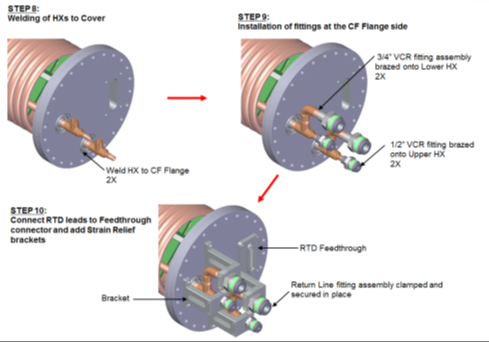 STEP 8:
Welding of HXs to Cover
Weld HX to CF Flange
2X
STEP 9:
Installation of fittings at the CF Flange side
3/4" VCR fitting assembly
brazed onto Lower HX
2X
1/2" VCR fitting brazed
onto Upper HX
2X
STEP 10:
Connect RTD leads to Feedthrough
connector and add Strain Relief
brackets
RTD Feedthrough
Bracket
Return Line fitting assembly clamped and
secured in place